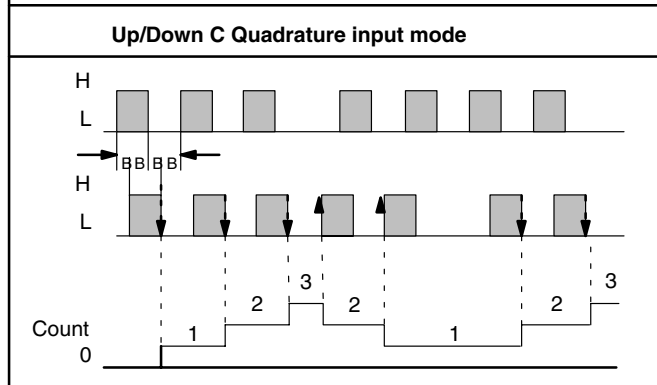 Up/Down C Quadrature input mode
H
L
B B B B
H
L
3 3
2 2 2
Count 1 1
0